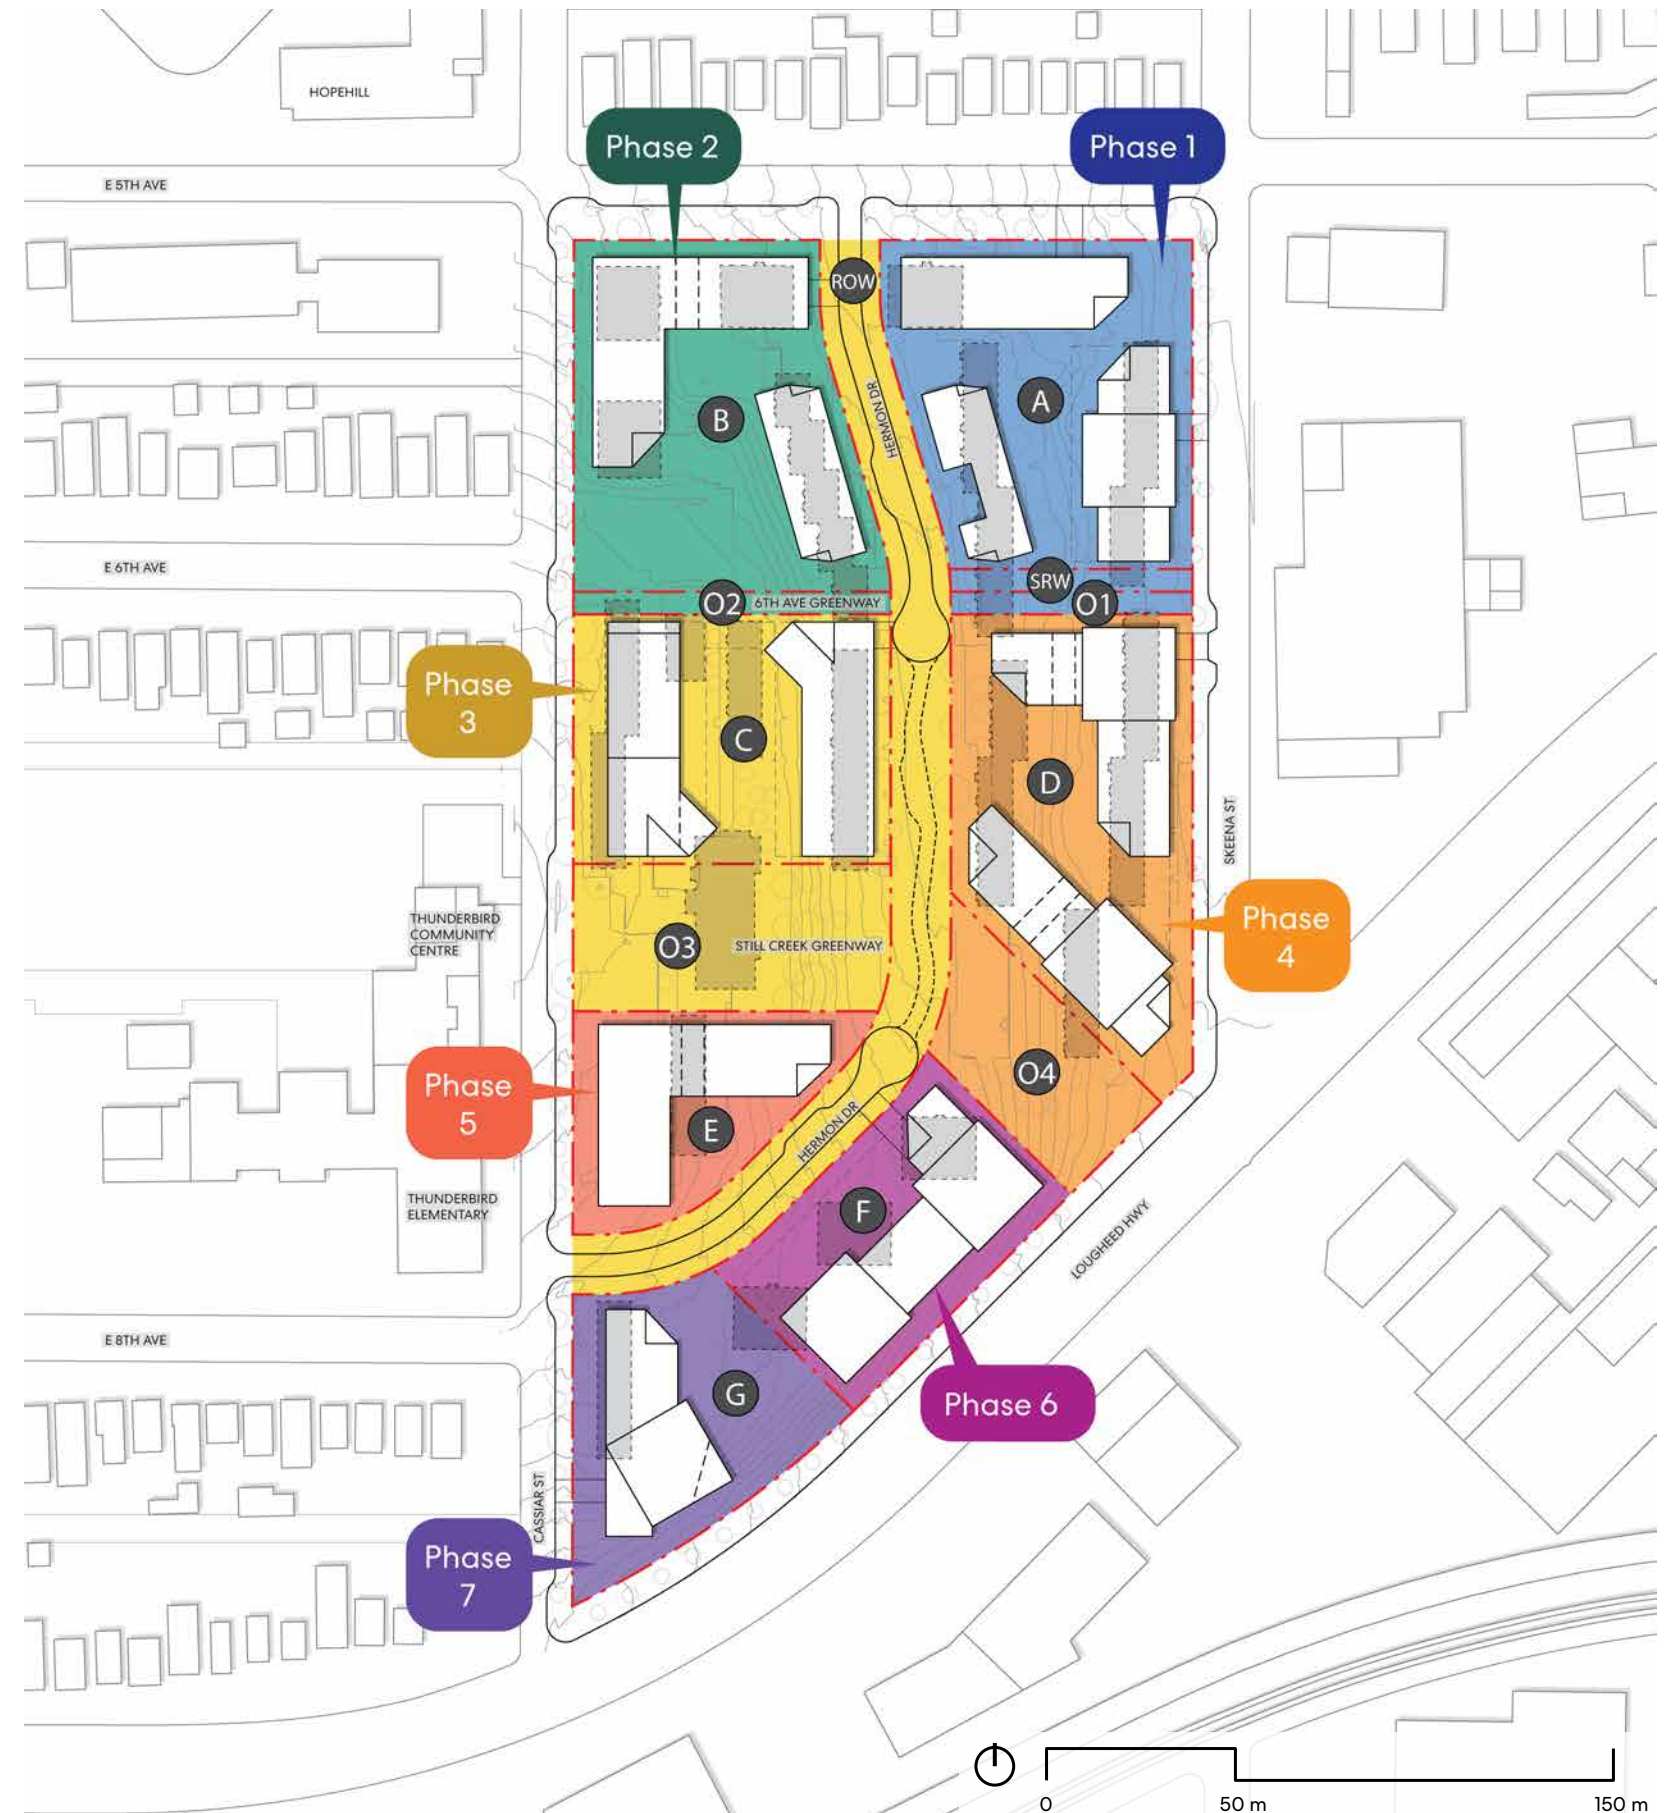 HOPEHILL
Phase 2
Phase 1
E 5TH AVE
ROW
HERMON DR
A
B
E 6TH AVE
SRW
O2
6TH AVE GREENWAY
O1
Phase
3
C
D
SKEENA ST
THUNDERBIRD
COMMUNITY
CENTRE
O3
STILL CREEK GREENWAY
Phase
4
O4
Phase
5
E
HERMON DR
THUNDERBIRD
ELEMENTARY
F
LOUGHEED HWY
E 8TH AVE
G
Phase 6
CASSIAR ST
Phase
7
0
50 m
150 m